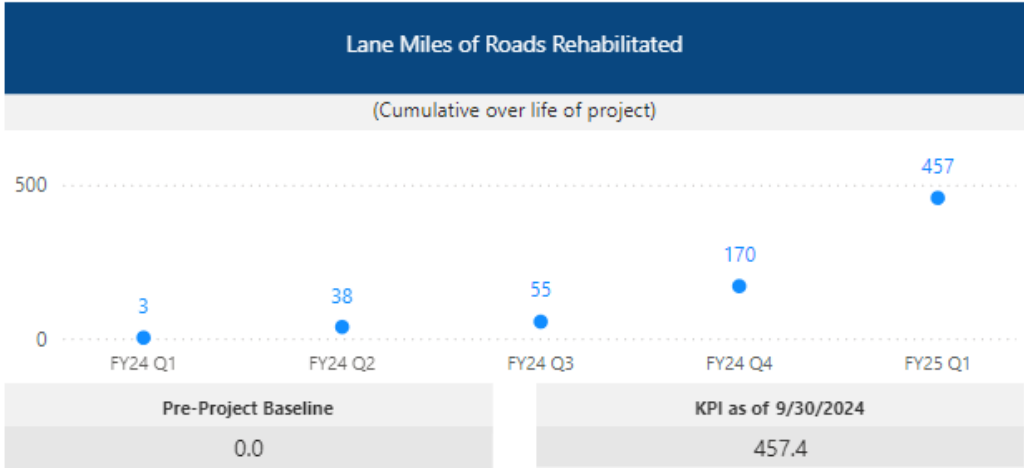 Lane Miles of Roads Rehabilitated
(Cumulative over life of project)
457
500
170
55
38
3
0
FY24 Q1 FY24 Q2 FY24 Q3 FY24 Q4 FY25 Q1
Pre-Project Baseline KPI as of 9/30/2024
0.0 457.4